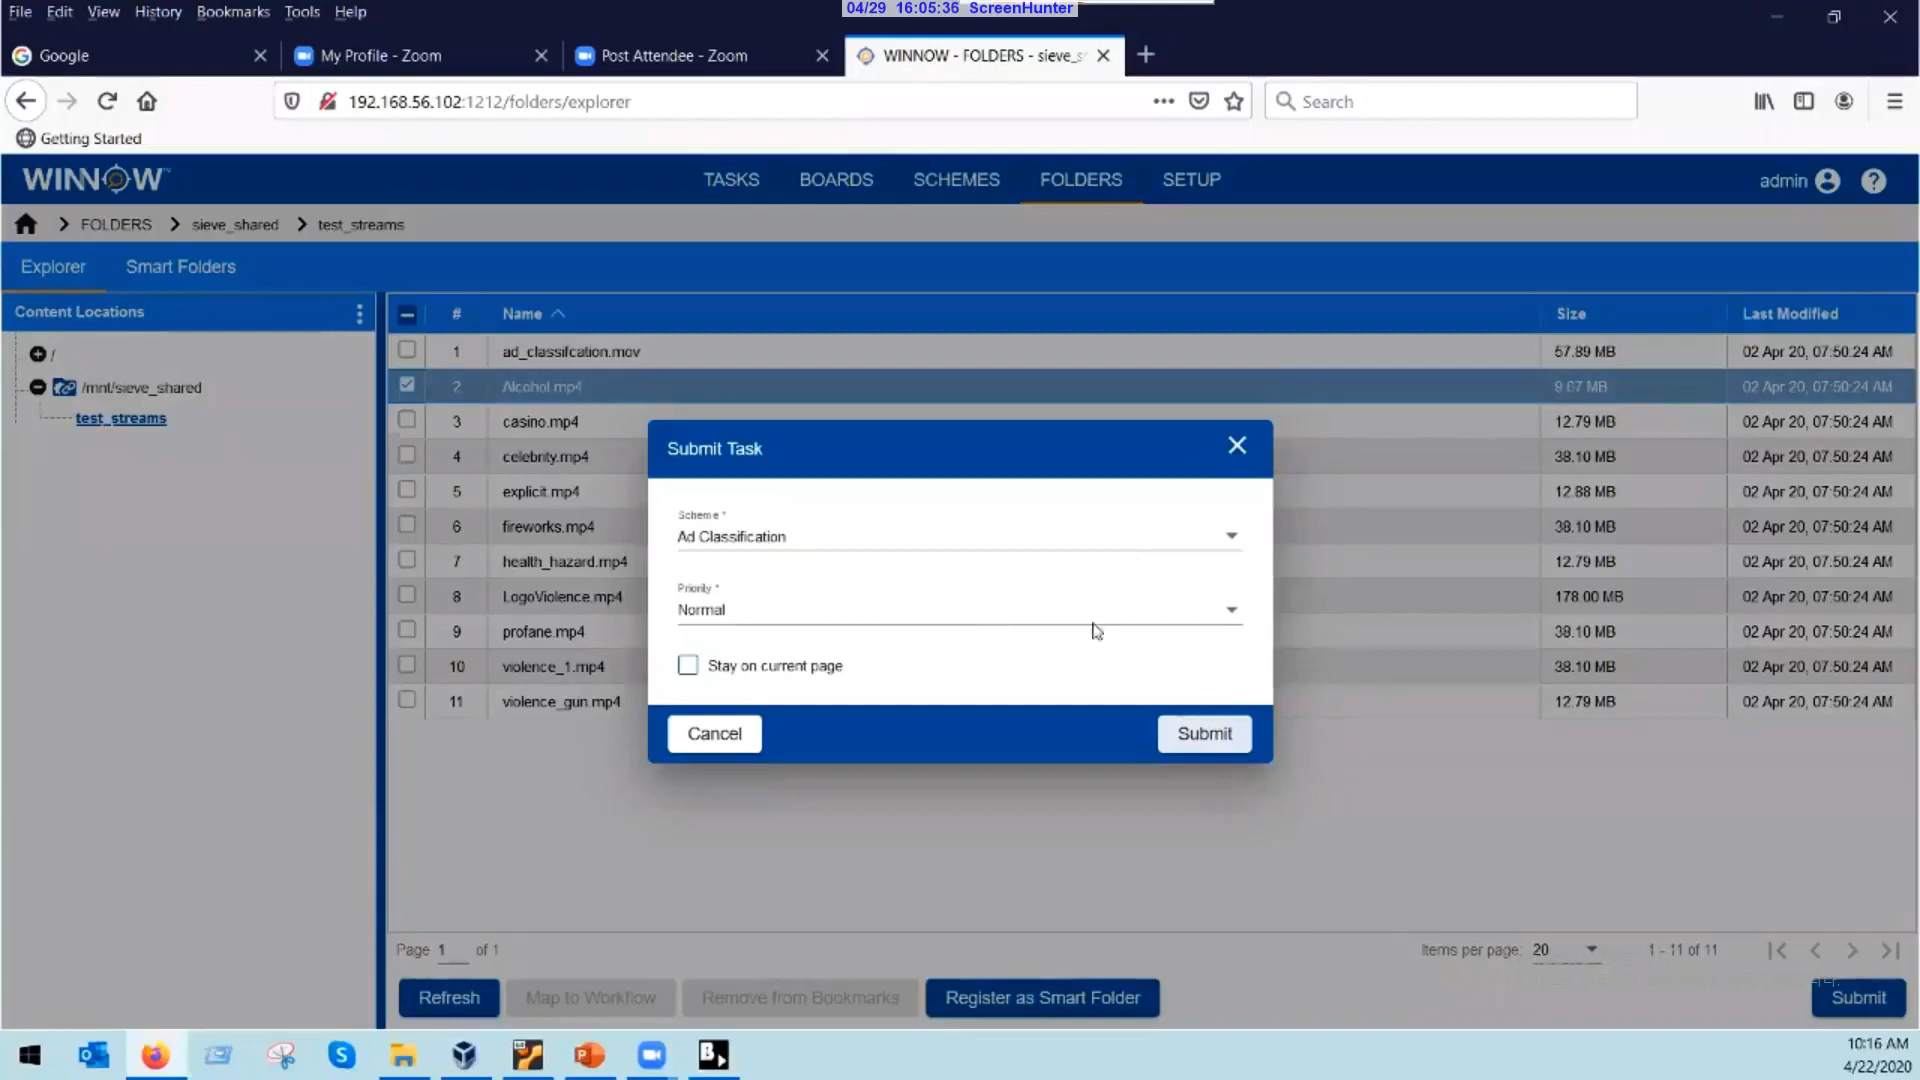 04/29 16:05:36 ScreenHunter
File Edit View History Bookmarks Tools Help
Google My Profile - Zoom Post Attendee - Zoom WINNOW - FOLDERS - sieve_s
192.168.56.102:1212/folders/explorer Search
Getting Started
WINNOW TASKS BOARDS SCHEMES FOLDERS SETUP admin ?
FOLDERS sieve_shared test_streams
Explorer Smart Folders
Content Locations
/
/mnt/sieve_shared
test_streams
# Name Size Last Modified
1 ad_classifcation.mov 57.89 MB 02 Apr 20, 07:50:24 AM
2 Alcohol.mp4 9.67 MB 02 Apr 20, 07:50:24 AM
3 casino.mp4 12.79 MB 02 Apr 20, 07:50:24 AM
4 celebrity.mp4 38.10 MB 02 Apr 20, 07:50:24 AM
5 explicit.mp4 12.88 MB 02 Apr 20, 07:50:24 AM
6 fireworks.mp4 38.10 MB 02 Apr 20, 07:50:24 AM
7 health_hazard.mp4 12.79 MB 02 Apr 20, 07:50:24 AM
8 LogoViolence.mp4 178.00 MB 02 Apr 20, 07:50:24 AM
9 profane.mp4 38.10 MB 02 Apr 20, 07:50:24 AM
10 violence_1.mp4 38.10 MB 02 Apr 20, 07:50:24 AM
11 violence_gun.mp4 12.79 MB 02 Apr 20, 07:50:24 AM
Submit Task
Scheme *
Ad Classification
Priority *
Normal
Stay on current page
Cancel Submit
Page 1 of 1 Items per page: 20 1 - 11 of 11
Refresh Map to Workflow Remove from Bookmarks Register as Smart Folder Submit
10:16 AM
4/22/2020